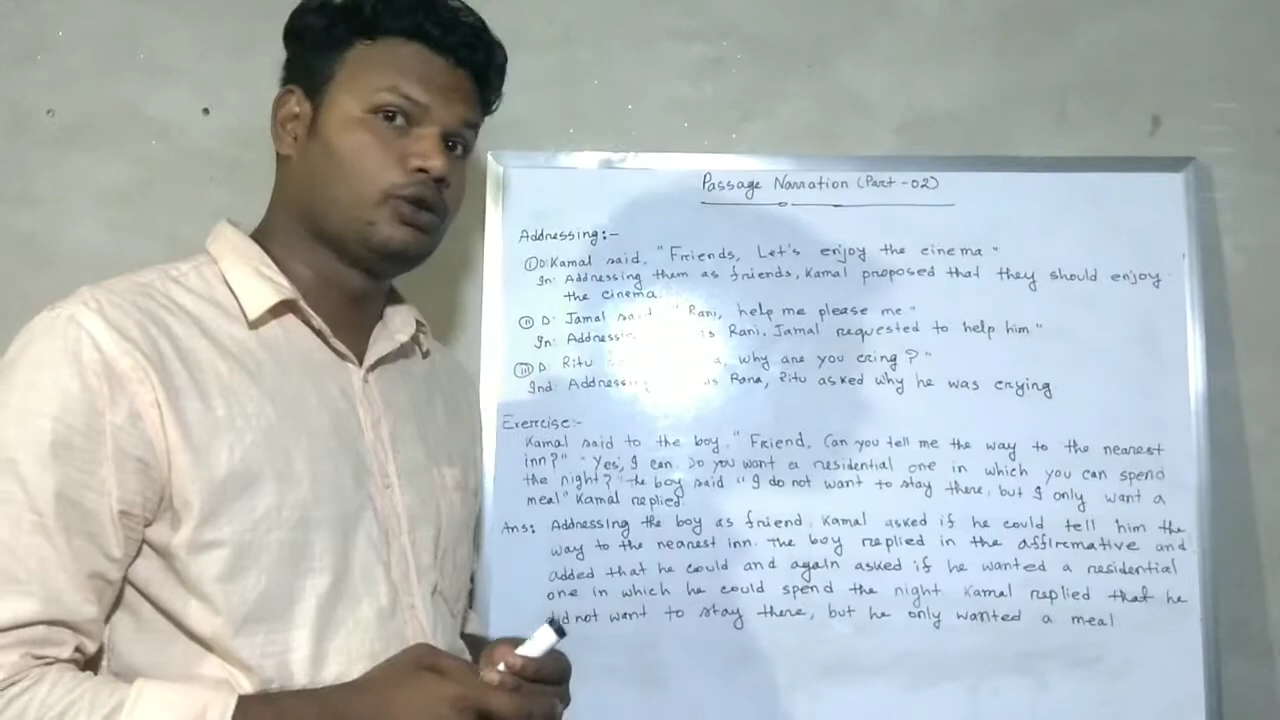 Passage Narration (Part-02)
Addressing:-
(i) D: Kamal said, "Friends, Let's enjoy the cinema"
In: Addressing them as friends, Kamal proposed that they should enjoy
the cinema.
(ii) D: Jamal said "Rani, help me please me"
In: Addressing Rani, Jamal requested to help him"
(iii) D Ritu why are you cring?"
Ind Addressing Rana, Ritu asked why he was crying
Exercise:-
Kamal said to the boy, "Friend, Can you tell me the way to the nearest
inn?" "Yes, I can. Do you want a residential one in which you can spend
the night?" the boy said "I do not want to stay there, but I only want a
meal" Kamal replied.
Ans: Addressing the boy as friend, Kamal asked if he could tell him the
way to the nearest inn. The boy replied in the affirmative and
added that he could and again asked if he wanted a residential
one in which he could spend the night Kamal replied that he
did not want to stay there, but he only wanted a meal.